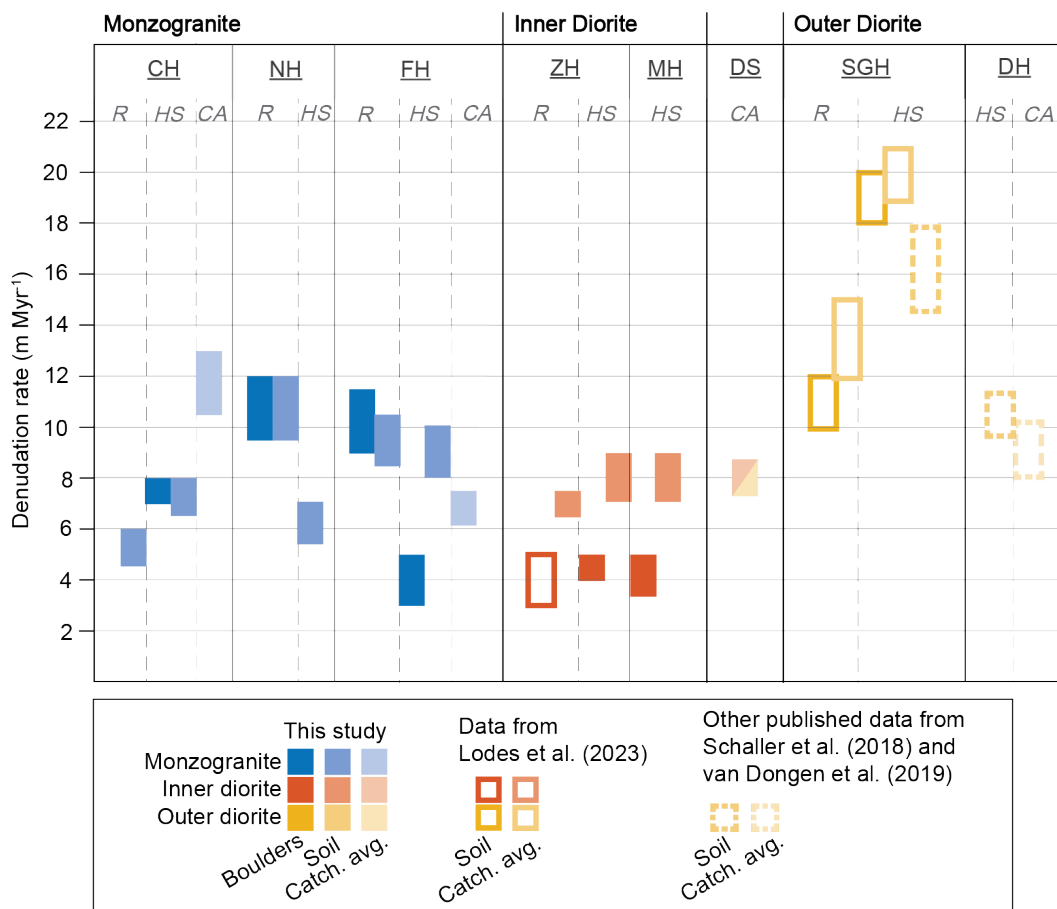 Monzogranite Inner Diorite Outer Diorite
CH NH FH ZH MH DS SGH DH
R HS CA R HS R HS CA R HS HS CA R HS HS CA
22
20
18
16
14
12
10
8
6
4
2
Denudation rate (m Myr⁻¹)
This study
Monzogranite
Inner diorite
Outer diorite
Boulders
Soil
Catch. avg.
Data from
Lodes et al. (2023)
Soil
Catch. avg.
Other published data from
Schaller et al. (2018) and
van Dongen et al. (2019)
Soil
Catch. avg.